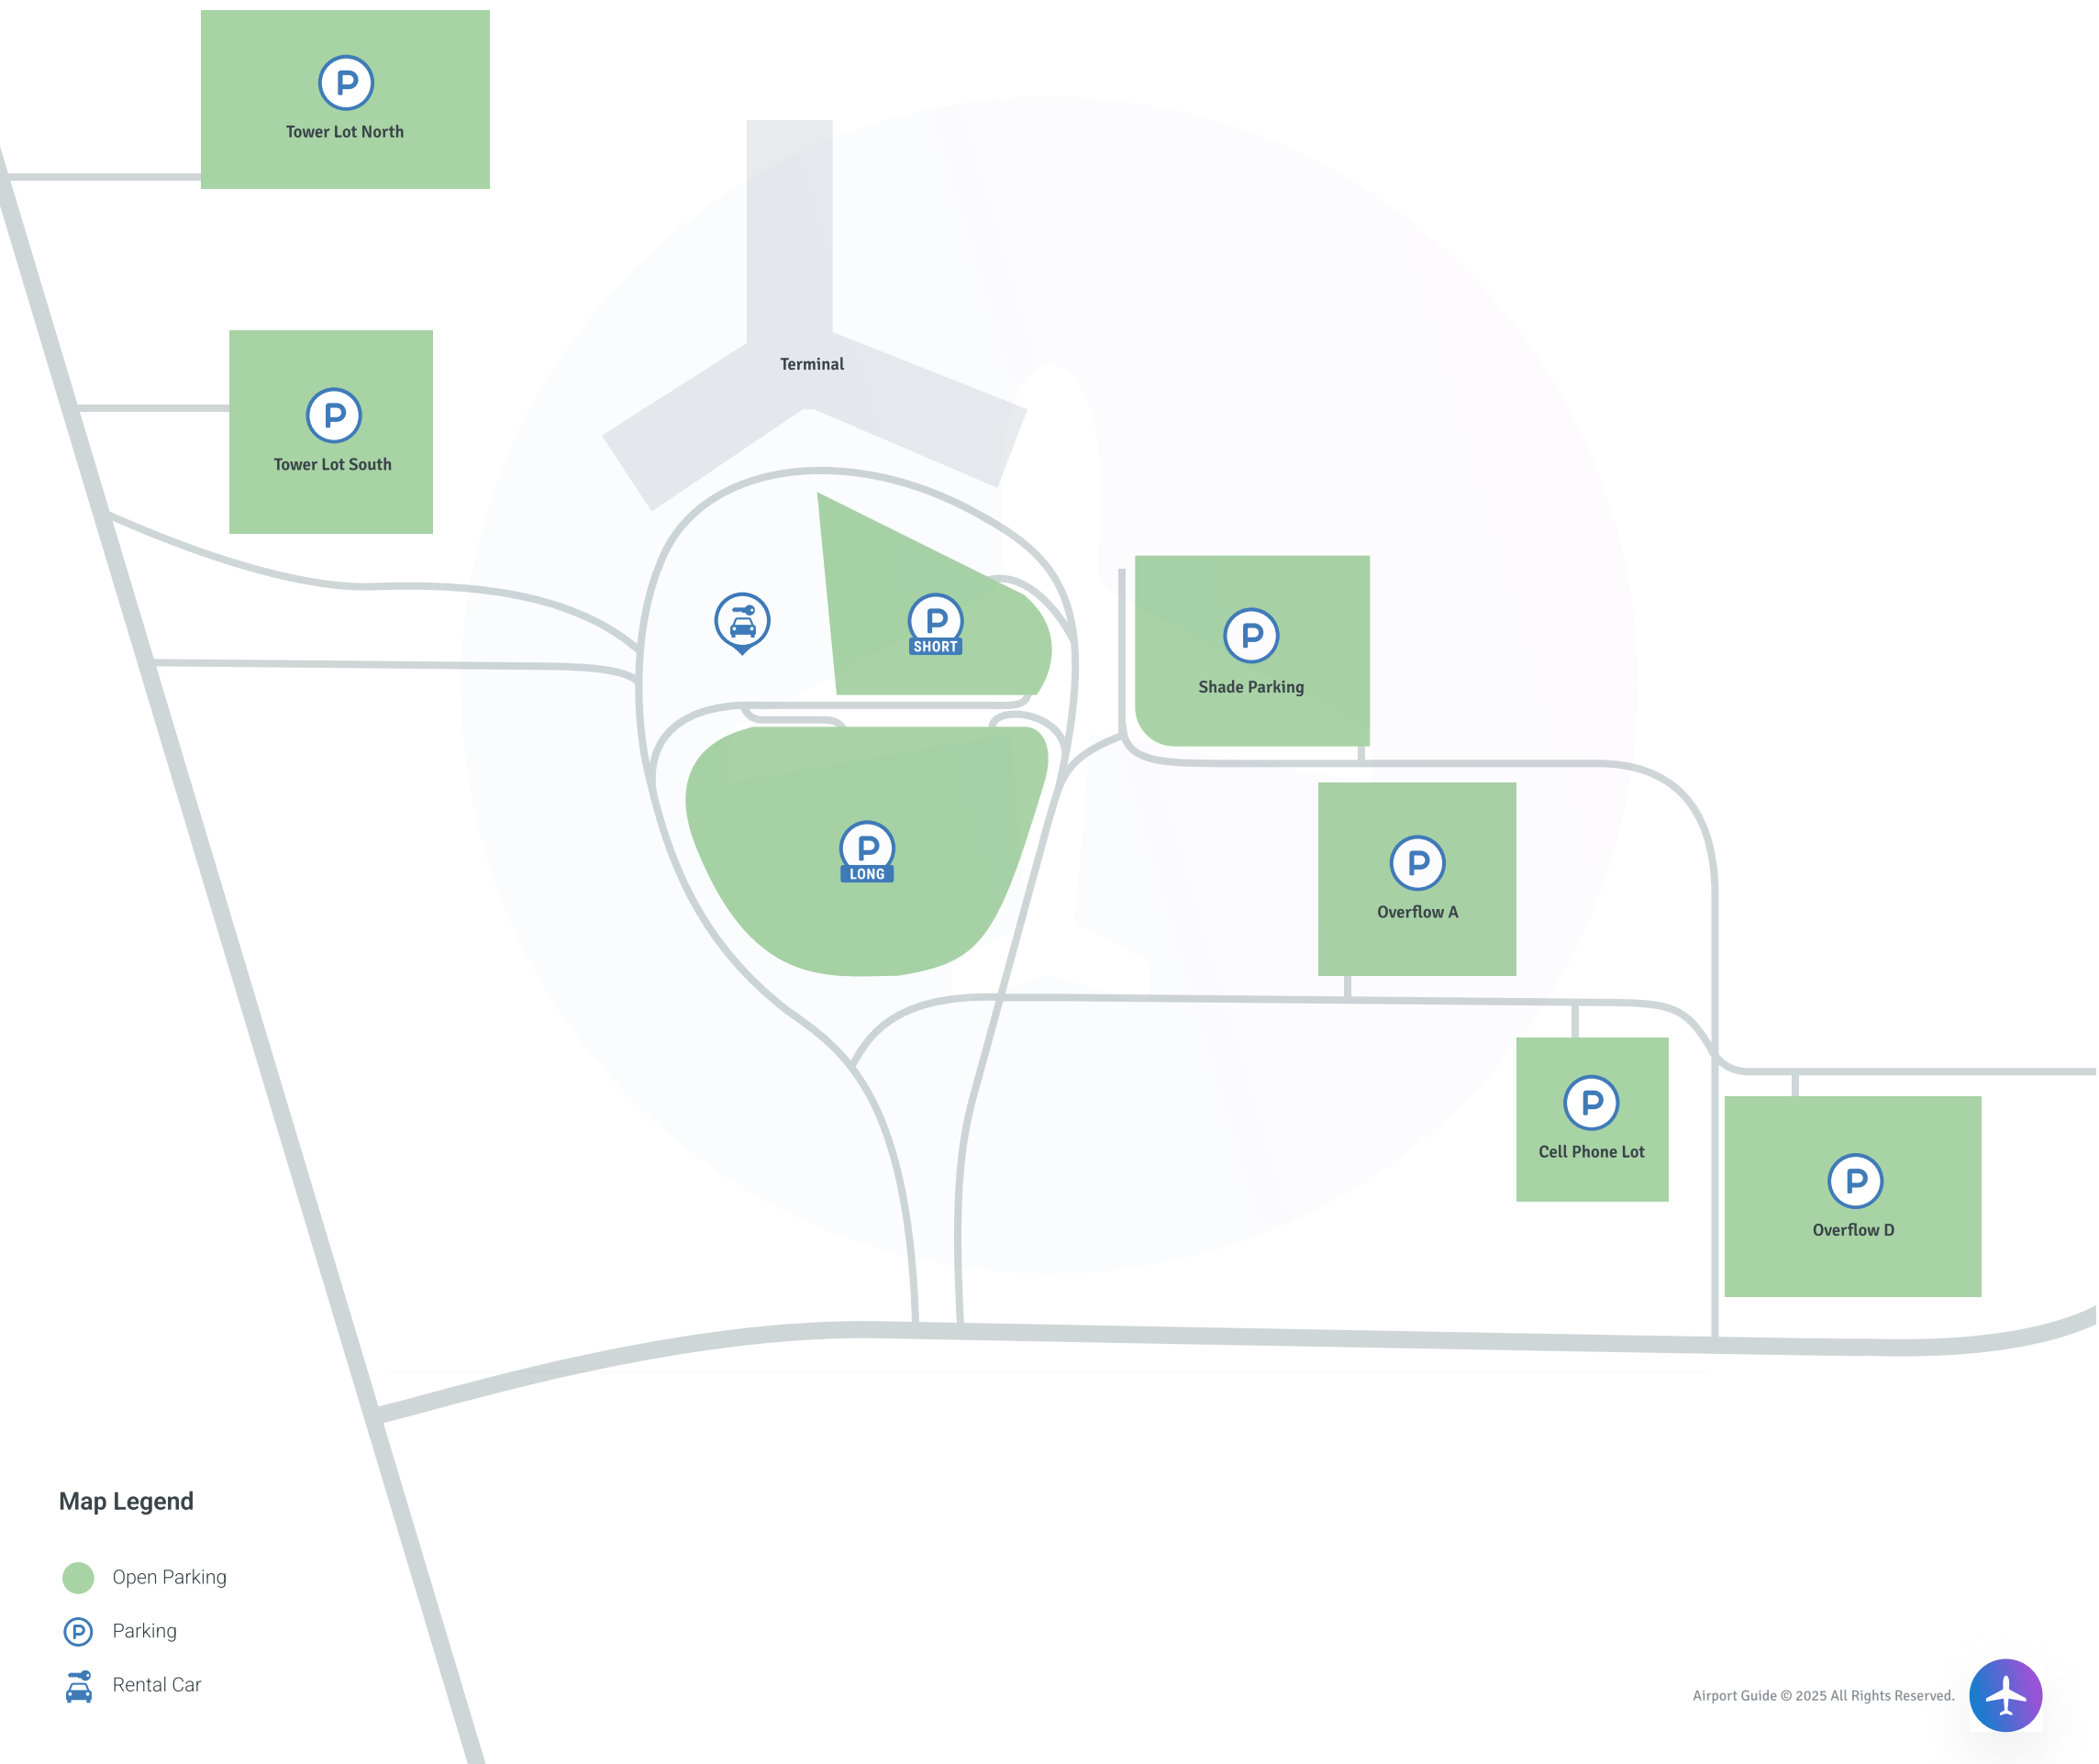 P
Tower Lot North
Terminal
P
Tower Lot South
P
SHORT
P
Shade Parking
P
LONG
P
Overflow A
P
Cell Phone Lot
P
Overflow D
Map Legend
Open Parking
P
Parking
Rental Car
Airport Guide © 2025 All Rights Reserved.